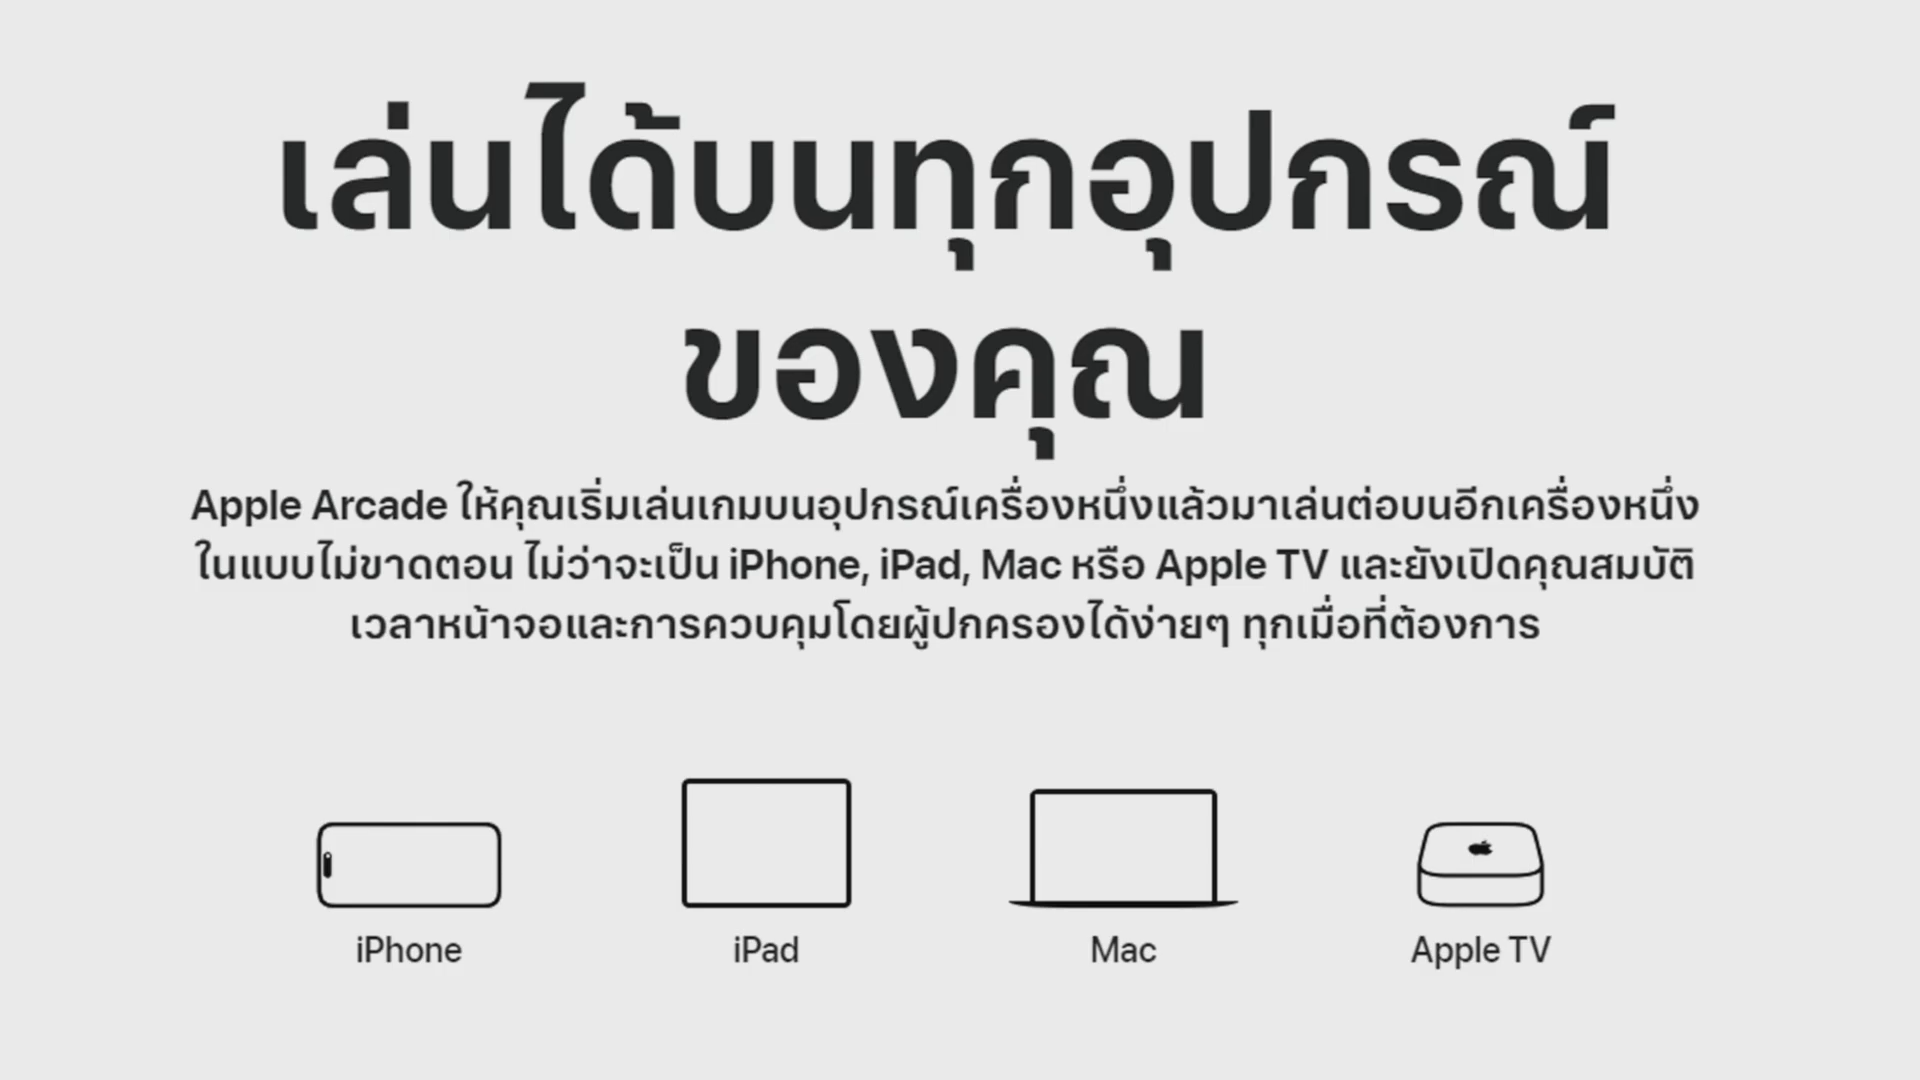 เล่นได้บนทุกอุปกรณ์
ของคุณ
Apple Arcade ให้คุณเริ่มเล่นเกมบนอุปกรณ์เครื่องหนึ่งแล้วมาเล่นต่อบนอีกเครื่องหนึ่ง
ในแบบไม่ขาดตอน ไม่ว่าจะเป็น iPhone, iPad, Mac หรือ Apple TV และยังเปิดคุณสมบัติ
เวลาหน้าจอและการควบคุมโดยผู้ปกครองได้ง่ายๆ ทุกเมื่อที่ต้องการ
iPhone
iPad
Mac
Apple TV